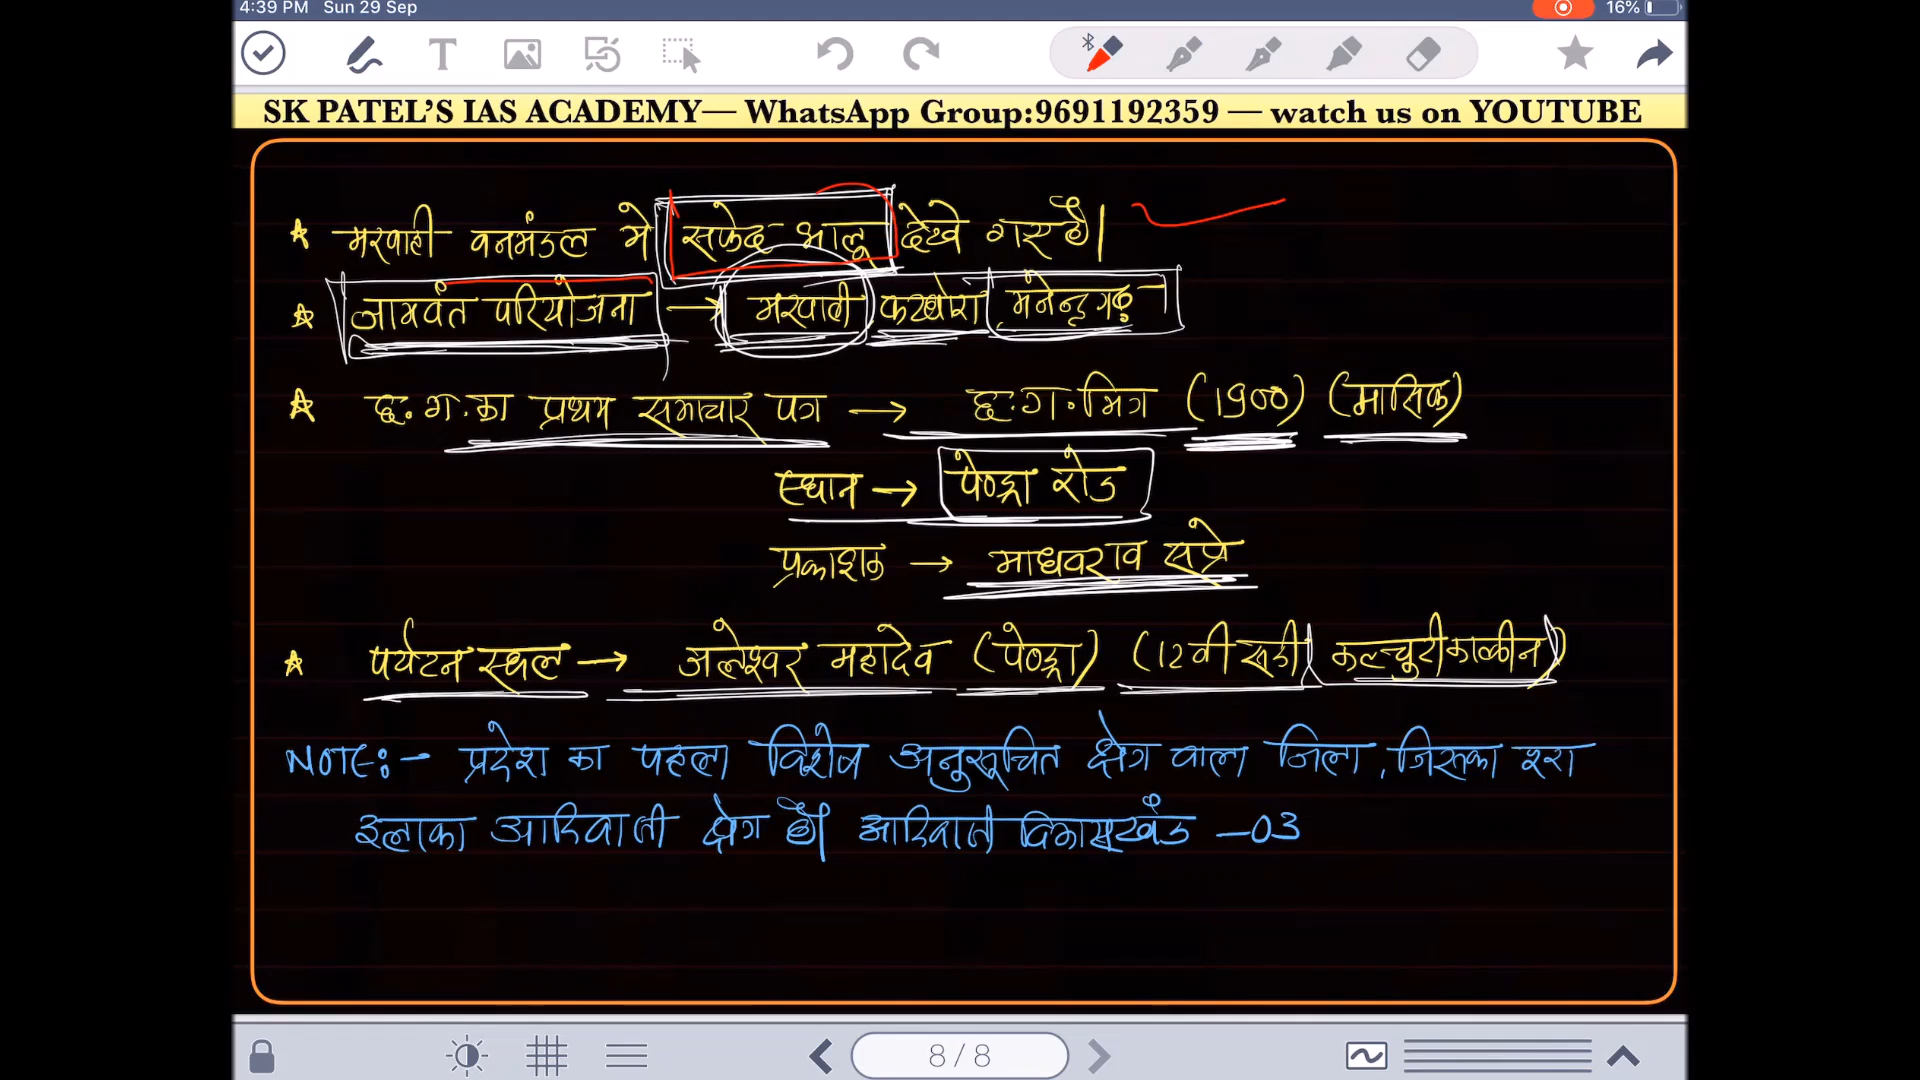 4:39 PM Sun 29 Sep 16%
SK PATEL'S IAS ACADEMY— WhatsApp Group:9691192359 — watch us on YOUTUBE
मरवाही वनमंडल मे सफेद भालू देखे गए है।
जामवंत परियोजना → मरवाही कटघोरा मनेन्द्रगढ़
छ.ग.का प्रथम समाचार पत्र → छ.ग.मित्र (1900) (मासिक)
स्थान → पेण्ड्रा रोड
प्रकाशक → माधवराव सप्रे
पर्यटन स्थल → जलेश्वर महादेव (पेण्ड्रा) (12वी सदी कल्चुरीकालीन)
NOTE:- प्रदेश का पहला विशेष अनुसूचित क्षेत्र वाला जिला, जिसका
इलाका आदिवासी क्षेत्र है। आदिवासी विकासखंड -03
8 / 8